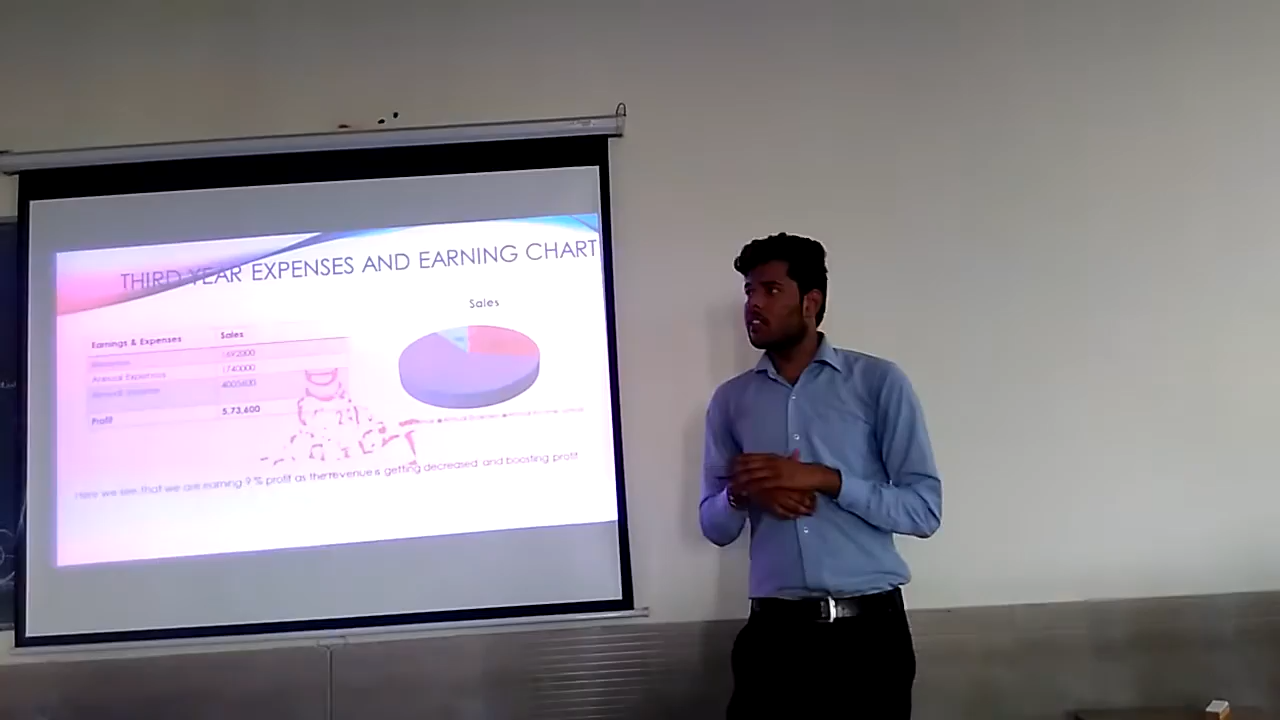 THIRD YEAR EXPENSES AND EARNING CHART
Sales
Earnings & Expenses Sales
1740000
4005600
Annual Expenses
Profit 5,73,600
Here we see that we are earning 9 % profit as the revenue is getting decreased and boosting profit